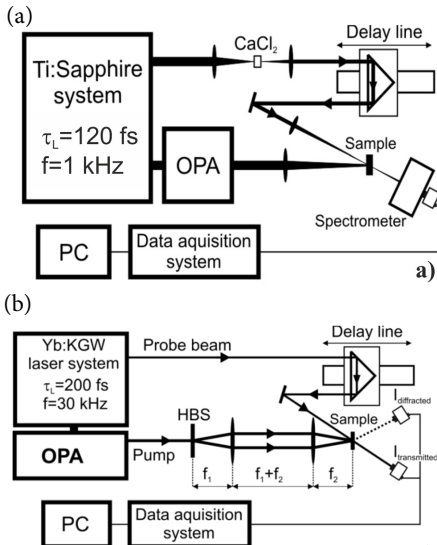 (a)
CaCl₂
Delay line
Ti:Sapphire
system
τL=120 fs
f=1 kHz
OPA
Sample
Spectrometer
PC
Data aquisition
system
a)
(b)
Yb:KGW
laser system
τL=200 fs
f=30 kHz
Probe beam
Delay line
HBS
Sample
Idiffracted
OPA
Pump
Itransmitted
f₁
f₁+f₂
f₂
PC
Data aquisition
system